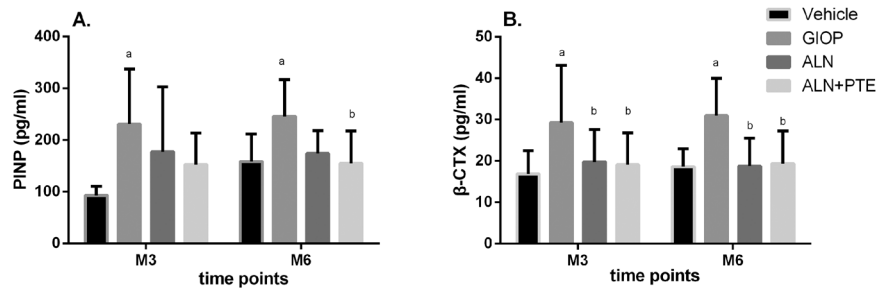 A.
PINP (pg/ml)
400
300
200
100
0
a
a
b
M3
M6
time points
B.
β-CTX (pg/ml)
50
40
30
20
10
0
a
b
b
a
b
b
M3
M6
time points
Vehicle
GIOP
ALN
ALN+PTE